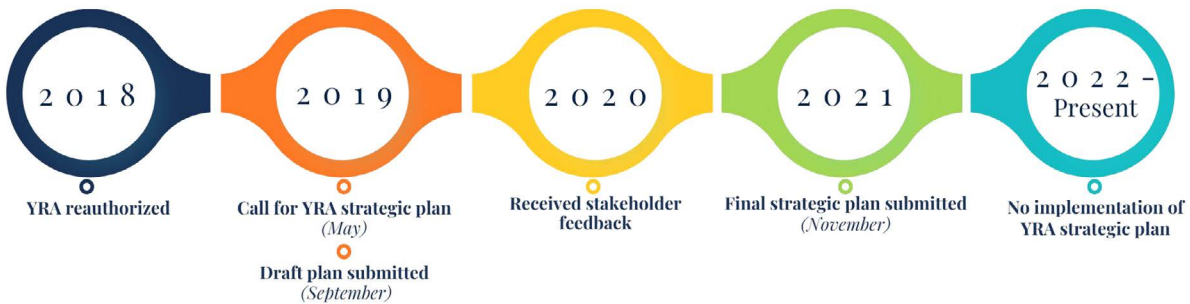 2018
YRA reauthorized
2019
Call for YRA strategic plan
(May)
Draft plan submitted
(September)
2020
Received stakeholder
feedback
2021
Final strategic plan submitted
(November)
2022-
Present
No implementation of
YRA strategic plan